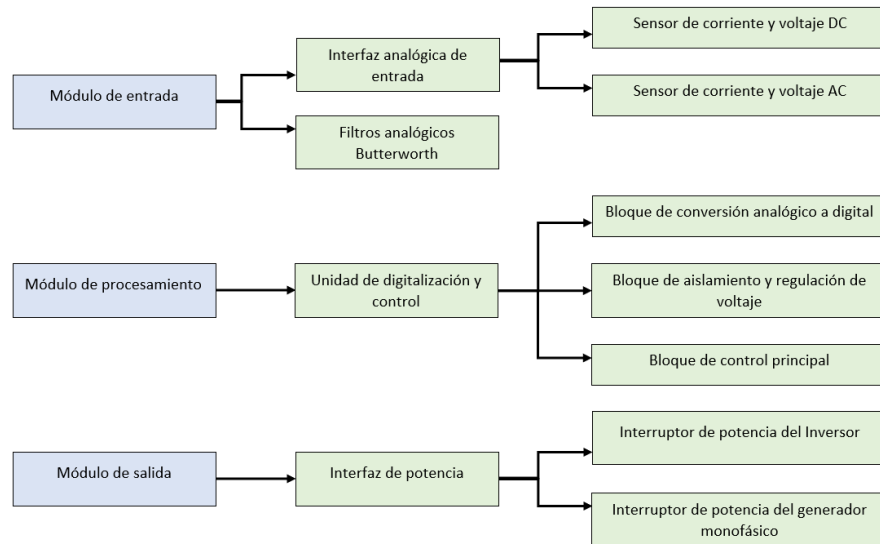 Módulo de entrada
Interfaz analógica de
entrada
Sensor de corriente y voltaje DC
Sensor de corriente y voltaje AC
Filtros analógicos
Butterworth
Módulo de procesamiento
Unidad de digitalización y
control
Bloque de conversión analógico a digital
Bloque de aislamiento y regulación de
voltaje
Bloque de control principal
Módulo de salida
Interfaz de potencia
Interruptor de potencia del Inversor
Interruptor de potencia del generador
monofásico